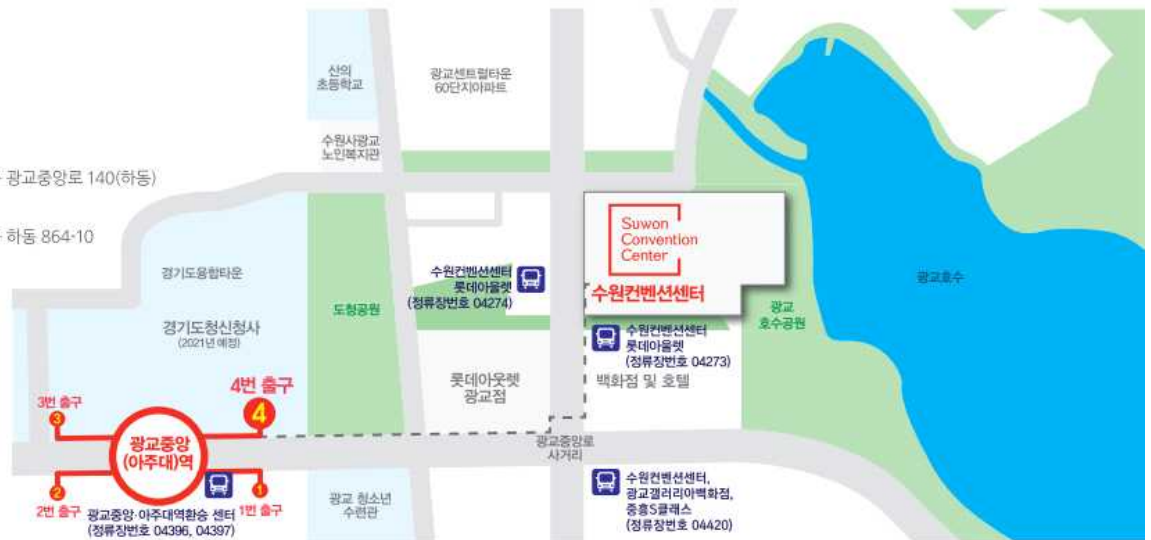 산의
초등학교
광교센트럴타운
60단지아파트
수원시광교
노인복지관
광교중앙로 140(하동)
하동 864-10
Suwon
Convention
Center
수원컨벤션센터
경기도융합타운
수원컨벤션센터
롯데아울렛
(정류장번호 04274)
광교호수
도청공원
광교
호수공원
경기도청신청사
(2021년 예정)
수원컨벤션센터
롯데아울렛
(정류장번호 04273)
백화점 및 호텔
롯데아웃렛
광교점
4번 출구
4
3번 출구
3
광교중앙
(아주대)역
광교중앙로
사거리
2
2번 출구
1
1번 출구
광교중앙·아주대역환승 센터
(정류장번호 04396, 04397)
광교 청소년
수련관
수원컨벤션센터,
광교갤러리아백화점,
중흥S클래스
(정류장번호 04420)